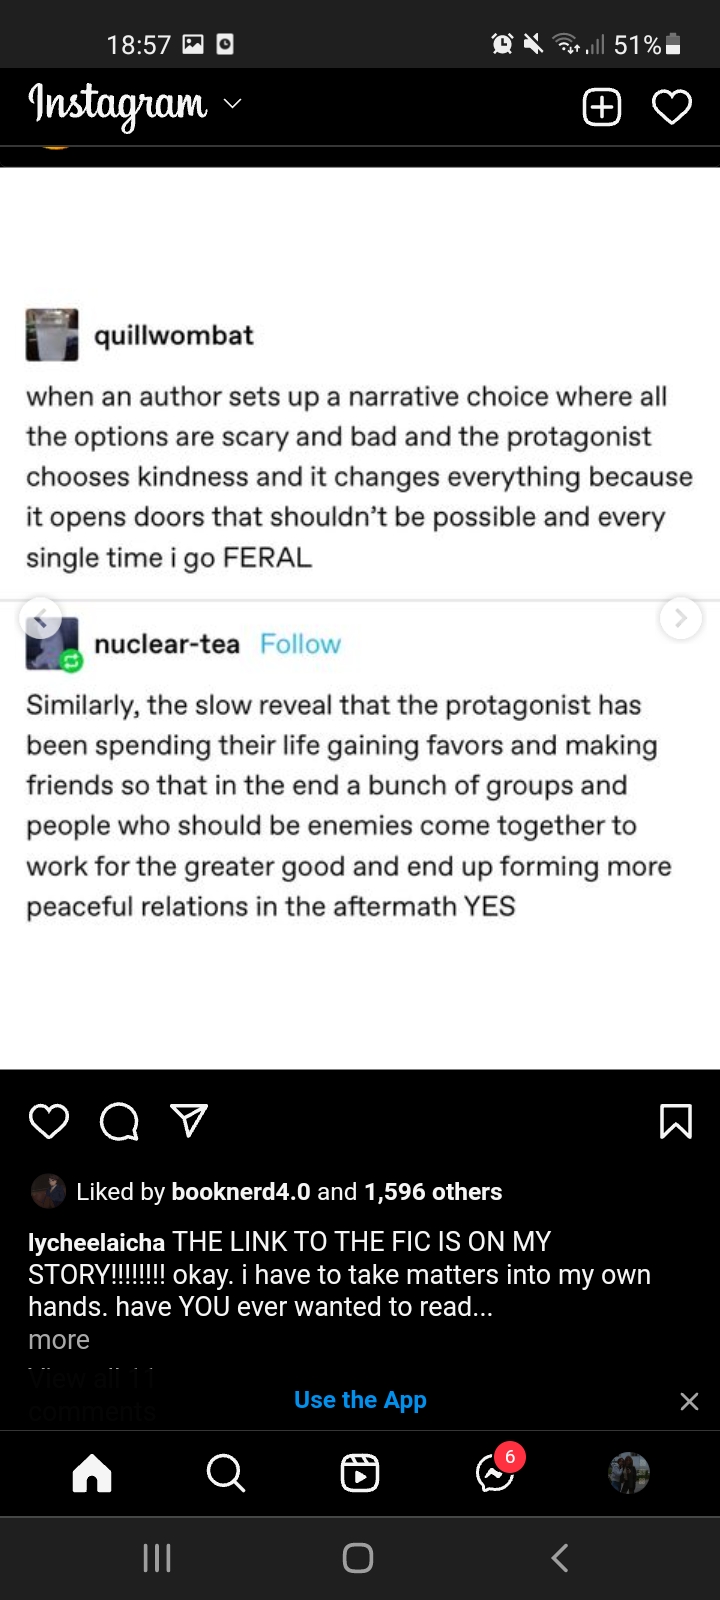 18:57
51%
Instagram
quillwombat
when an author sets up a narrative choice where all
the options are scary and bad and the protagonist
chooses kindness and it changes everything because
it opens doors that shouldn't be possible and every
single time i go FERAL
nuclear-tea Follow
Similarly, the slow reveal that the protagonist has
been spending their life gaining favors and making
friends so that in the end a bunch of groups and
people who should be enemies come together to
work for the greater good and end up forming more
peaceful relations in the aftermath YES
Liked by booknerd4.0 and 1,596 others
lycheelaicha THE LINK TO THE FIC IS ON MY
STORY!!!!!!!! okay. i have to take matters into my own
hands. have YOU ever wanted to read...
more
View all 11
comments
Use the App
6